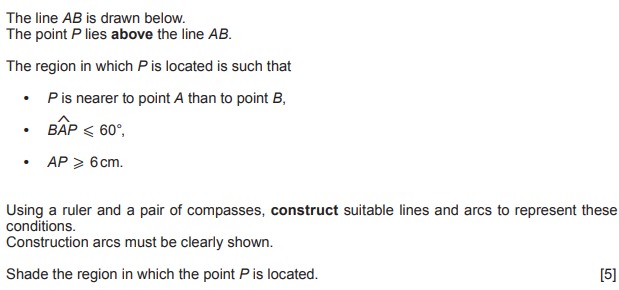 The line AB is drawn below.
The point P lies above the line AB.
The region in which P is located is such that
• P is nearer to point A than to point B,
• BÂP ⩽ 60°,
• AP ⩾ 6 cm.
Using a ruler and a pair of compasses, construct suitable lines and arcs to represent these
conditions.
Construction arcs must be clearly shown.
Shade the region in which the point P is located. [5]